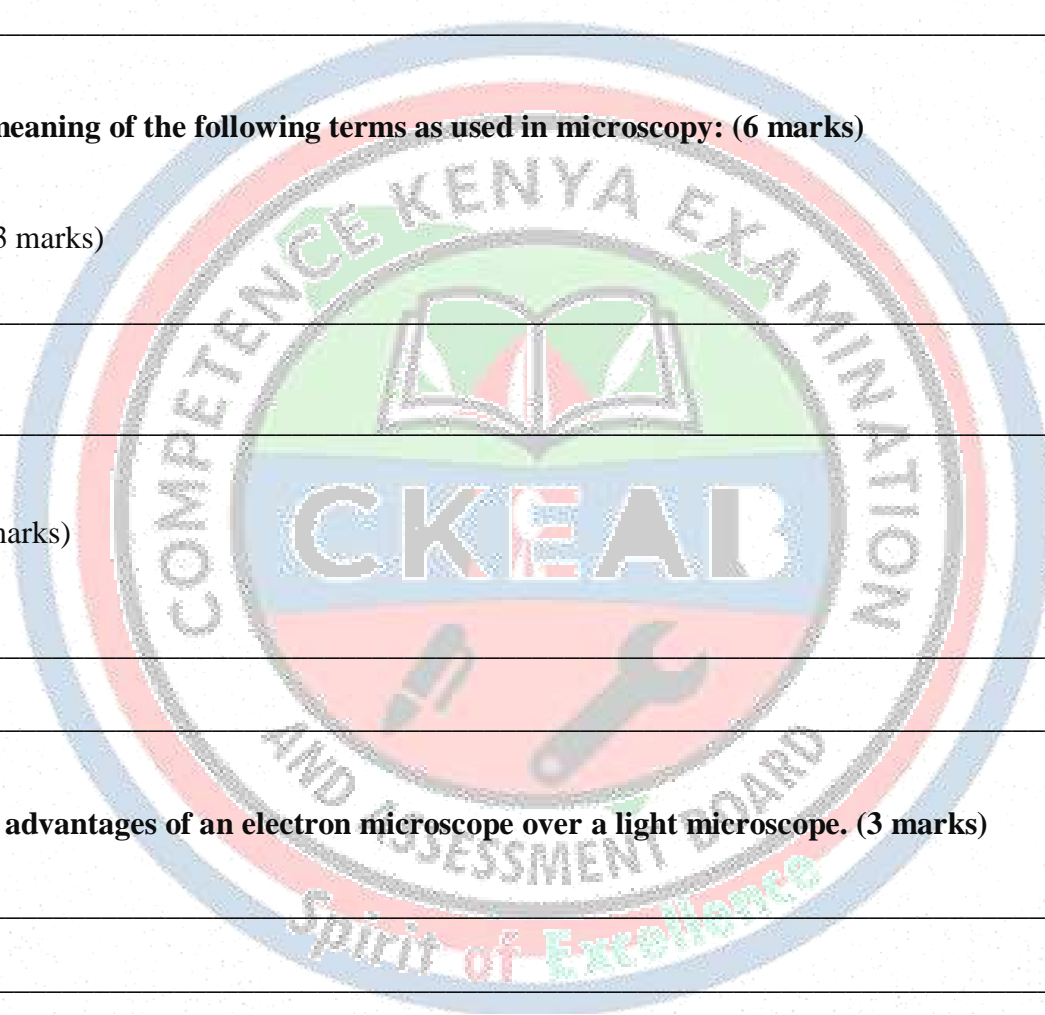 meaning of the following terms as used in microscopy: (6 marks)
3 marks)
marks)
advantages of an electron microscope over a light microscope. (3 marks)
COMPETENCE KENYA EXAMINATION
CKEAB
AND ASSESSMENT BOARD
Spirit of Excellence